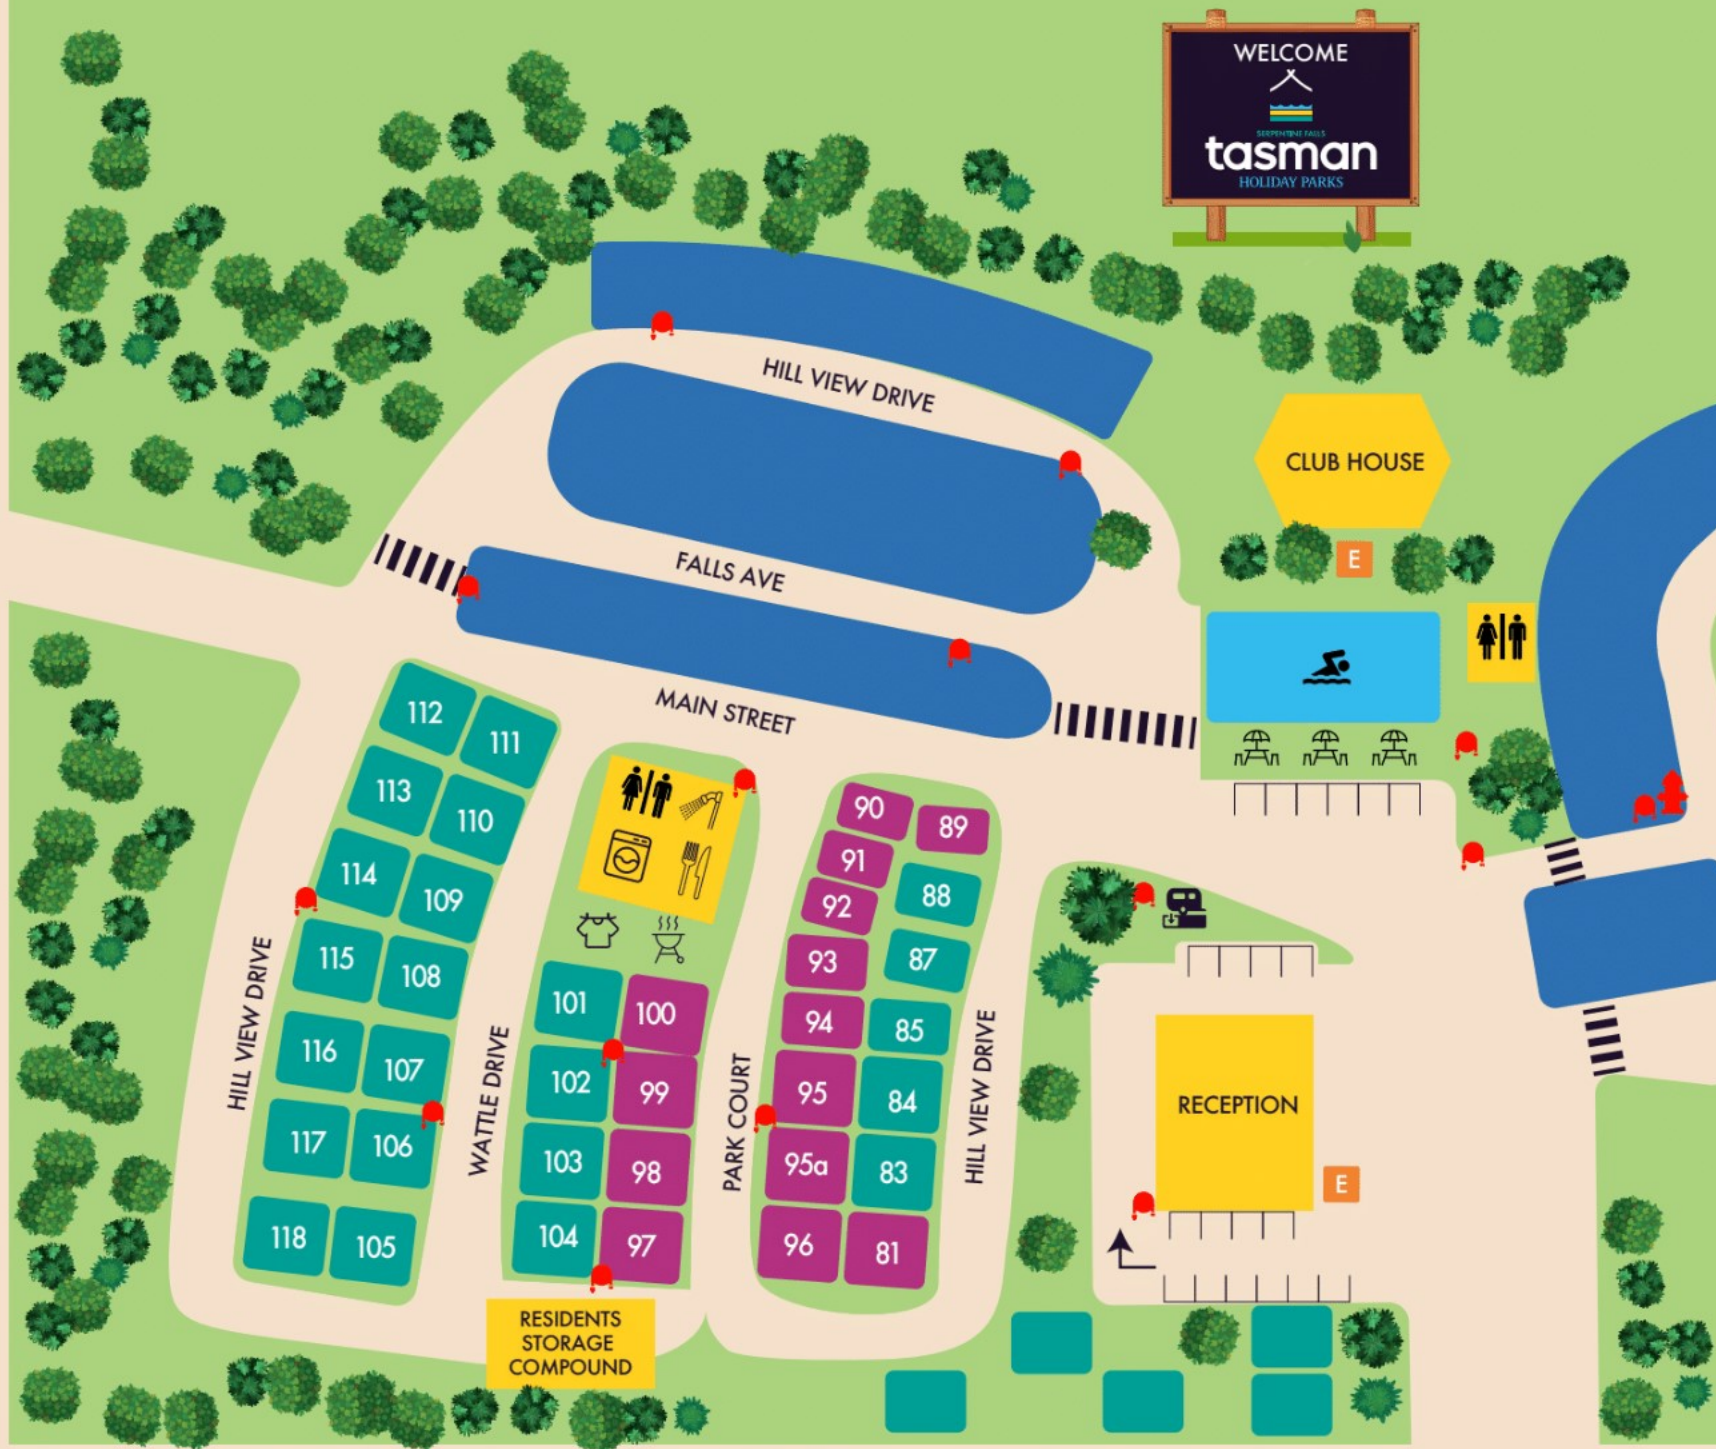 WELCOME
SERPENTINE FALLS
tasman
HOLIDAY PARKS
HILL VIEW DRIVE
CLUB HOUSE
E
FALLS AVE
MAIN STREET
112
111
113
110
114
109
115
108
116
107
117
106
118
105
HILL VIEW DRIVE
WATTLE DRIVE
101
100
102
99
103
98
104
97
PARK COURT
90
89
91
88
92
93
87
94
85
95
84
95a
83
96
81
HILL VIEW DRIVE
RECEPTION
E
RESIDENTS
STORAGE
COMPOUND